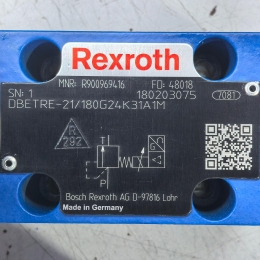 Rexroth
MNR: R900969416 FD: 48018
SN: 1 180203075 7081
DBETRE-21/180G24K31A1M
R
292
P
T
Bosch Rexroth AG D-97816 Lohr
Made in Germany